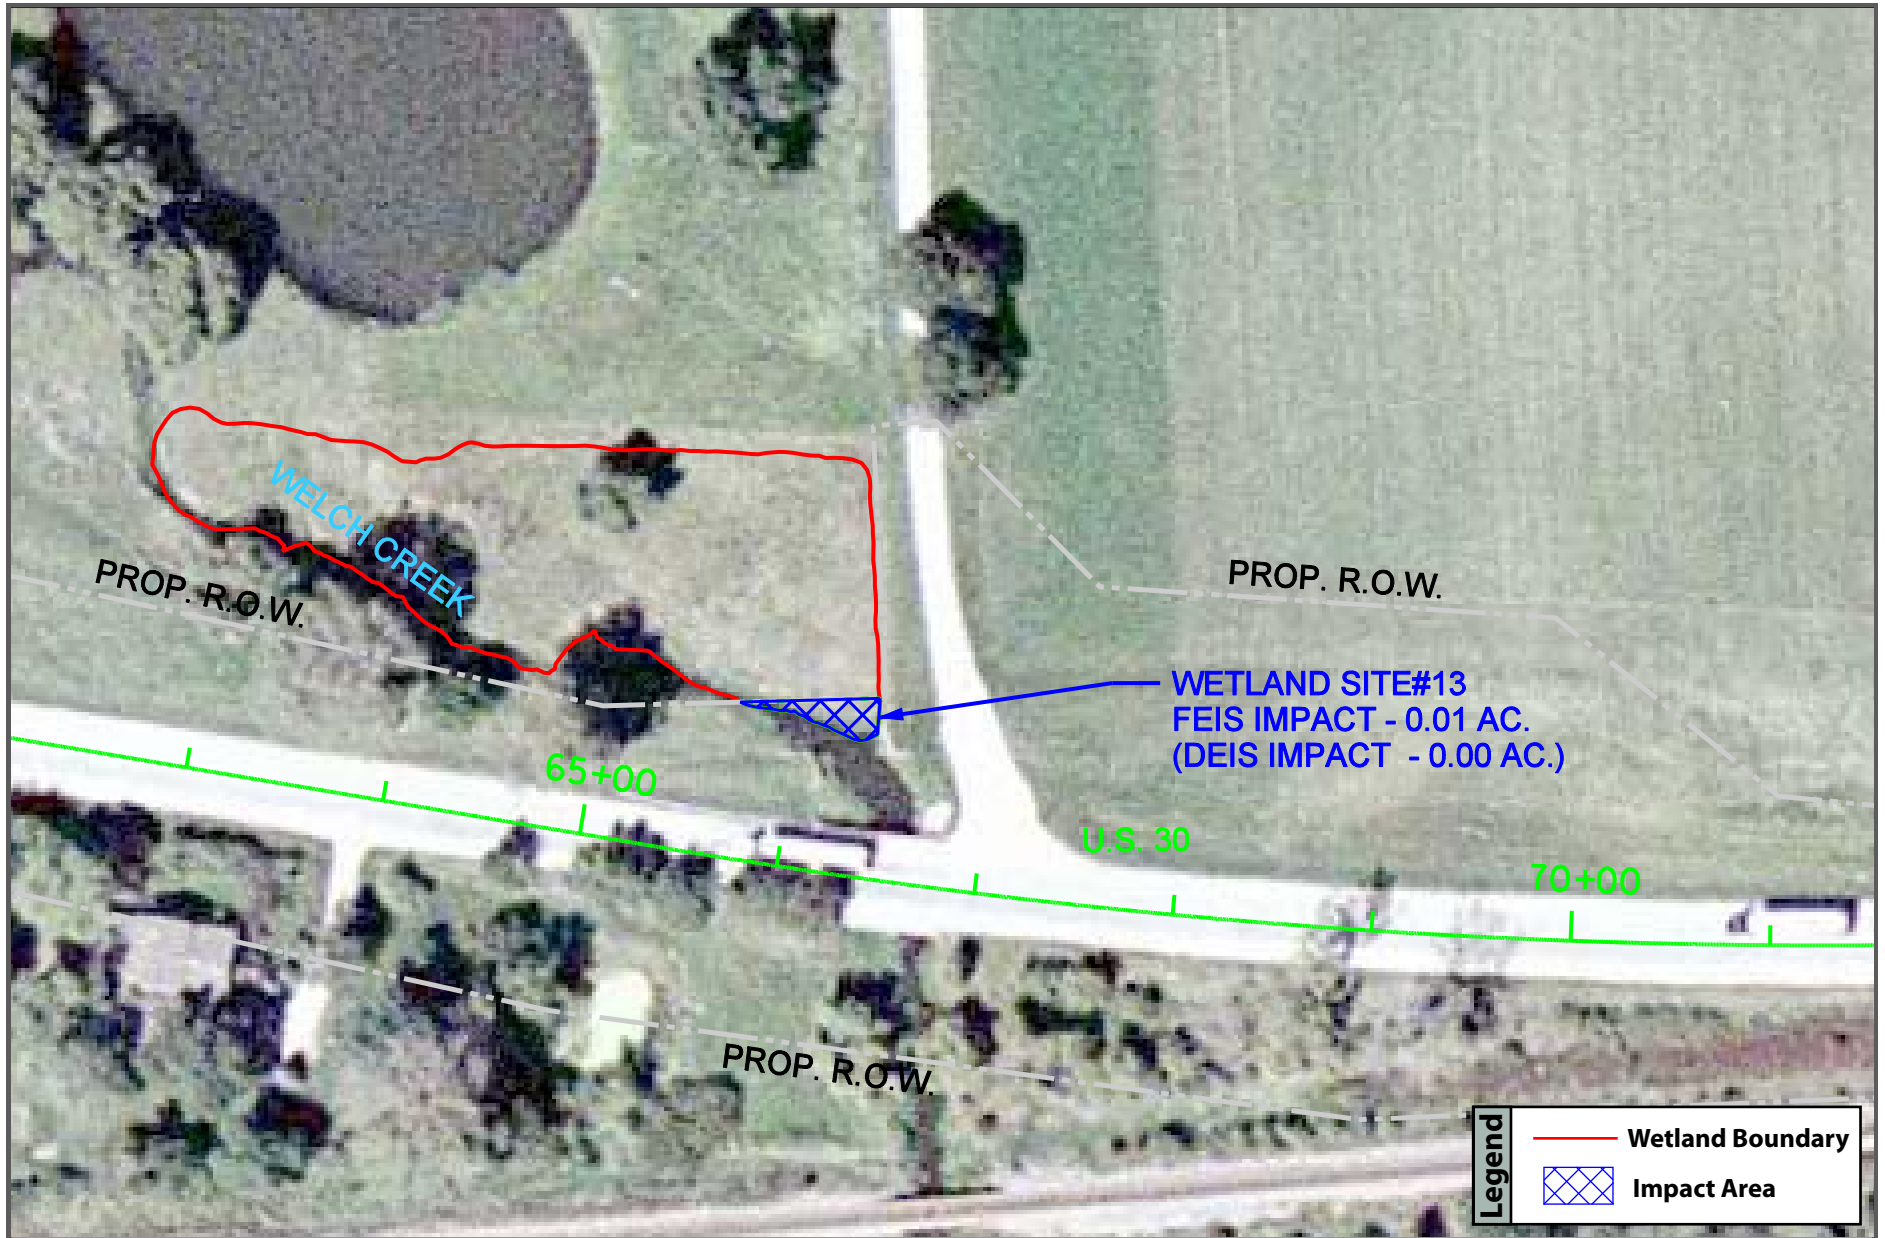 WELCH CREEK
PROP. R.O.W.
PROP. R.O.W.
WETLAND SITE#13
FEIS IMPACT - 0.01 AC.
(DEIS IMPACT - 0.00 AC.)
65+00
U.S. 30
70+00
PROP. R.O.W.
Legend
Wetland Boundary
Impact Area